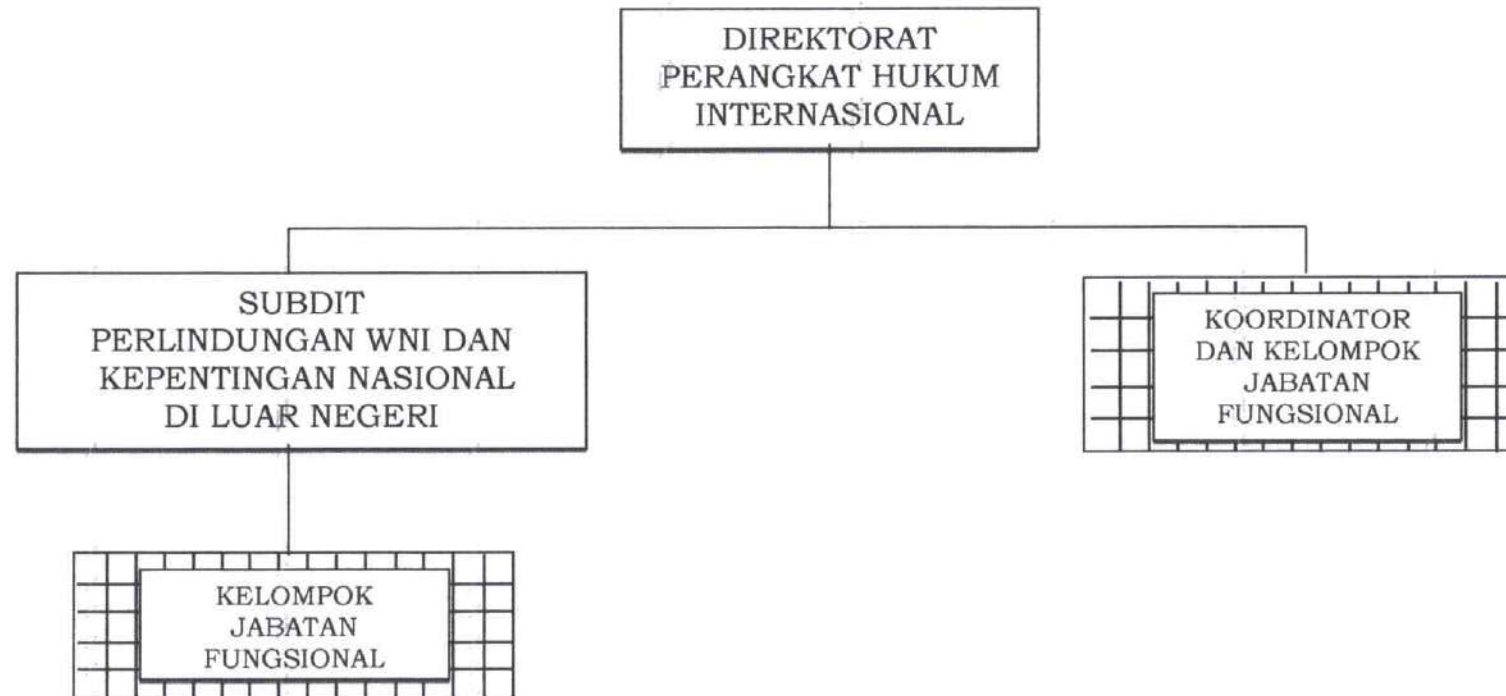 DIREKTORAT
PERANGKAT HUKUM
INTERNASIONAL
SUBDIT
PERLINDUNGAN WNI DAN
KEPENTINGAN NASIONAL
DI LUAR NEGERI
KOORDINATOR
DAN KELOMPOK
JABATAN
FUNGSIONAL
KELOMPOK
JABATAN
FUNGSIONAL